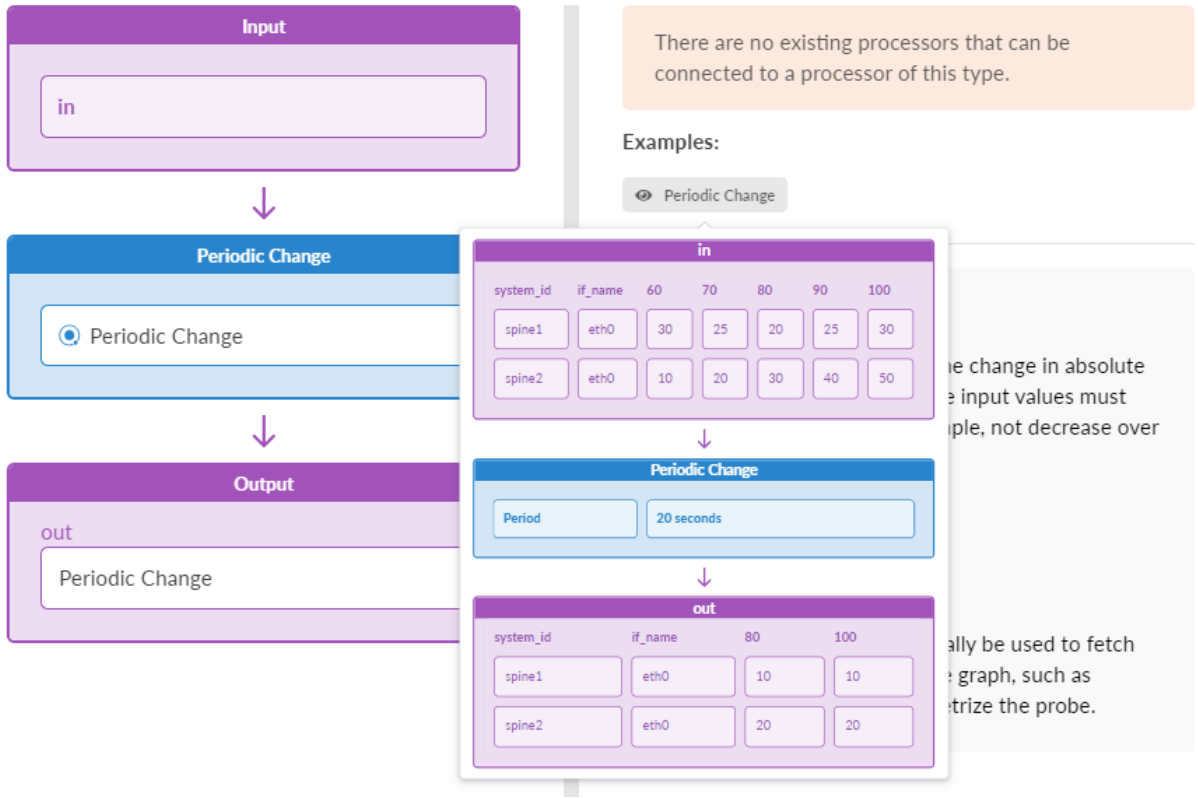 Input
in
Periodic Change
Periodic Change
Output
out
Periodic Change
There are no existing processors that can be
connected to a processor of this type.
Examples:
Periodic Change
in
system_id if_name 60 70 80 90 100
spine1 eth0 30 25 20 25 30
spine2 eth0 10 20 30 40 50
Periodic Change
Period 20 seconds
out
system_id if_name 80 100
spine1 eth0 10 10
spine2 eth0 20 20
change in absolute
input values must
not decrease over
be used to fetch
graph, such as
the probe.